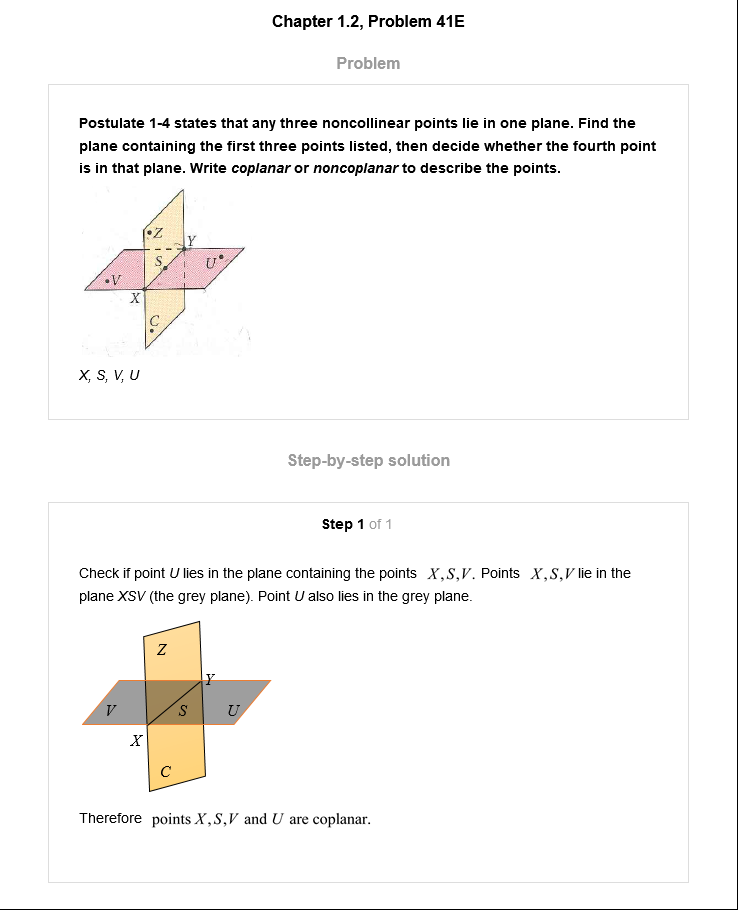 Chapter 1.2, Problem 41E
Problem
Postulate 1-4 states that any three noncollinear points lie in one plane. Find the
plane containing the first three points listed, then decide whether the fourth point
is in that plane. Write coplanar or noncoplanar to describe the points.
Z
Y
S
U
V
X
C
X, S, V, U
Step-by-step solution
Step 1 of 1
Check if point U lies in the plane containing the points X,S,V. Points X,S,V lie in the
plane XSV (the grey plane). Point U also lies in the grey plane.
Z
Y
V S U
X
C
Therefore points X,S,V and U are coplanar.